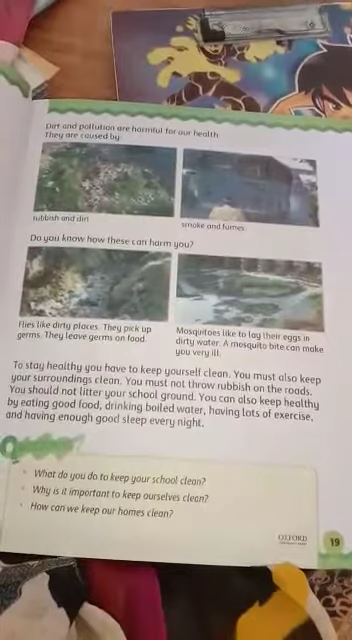 Dirt and pollution are harmful for our health.
They are caused by:
rubbish and dirt
smoke and fumes
Do you know how these can harm you?
Flies like dirty places. They pick up
germs. They leave germs on food.
Mosquitoes like to lay their eggs in
dirty water. A mosquito bite can make
you very ill.
To stay healthy you have to keep yourself clean. You must also keep
your surroundings clean. You must not throw rubbish on the roads.
You should not litter your school ground. You can also keep healthy
by eating good food, drinking boiled water, having lots of exercise,
and having enough good sleep every night.
What do you do to keep your school clean?
Why is it important to keep ourselves clean?
How can we keep our homes clean?
OXFORD
19